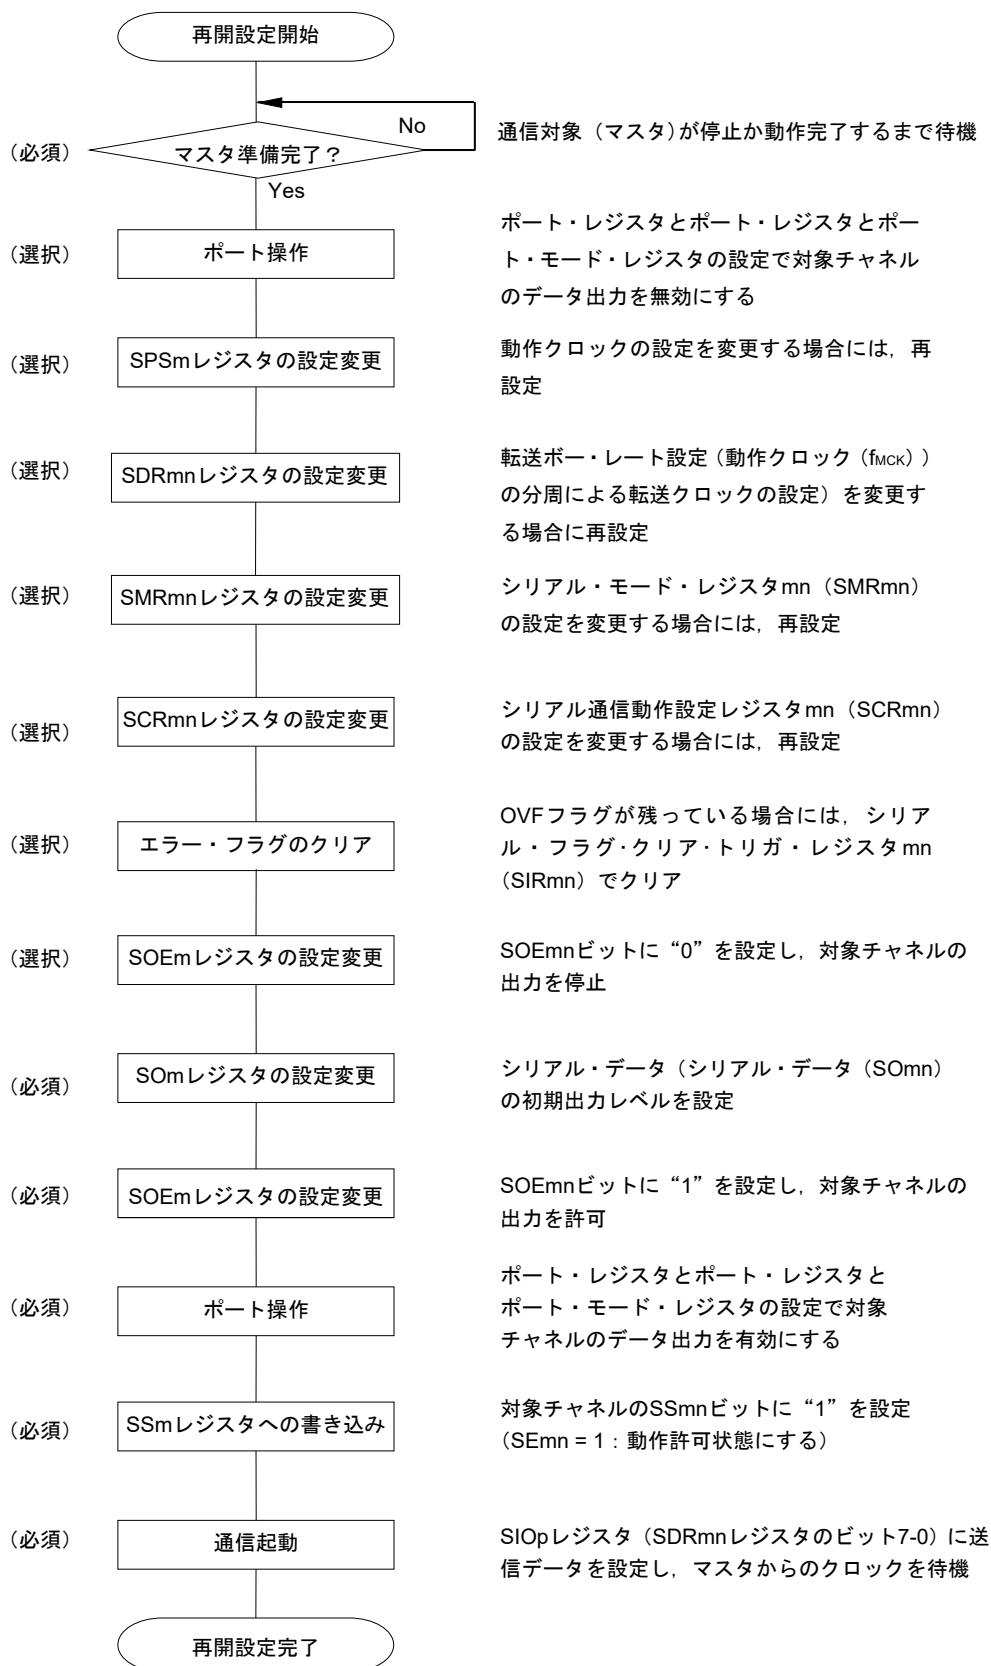 再開設定開始
No
通信対象（マスタ）が停止か動作完了するまで待機
（必須）
マスタ準備完了？
Yes
（選択）
ポート操作
ポート・レジスタとポート・レジスタとポー
ト・モード・レジスタの設定で対象チャネル
のデータ出力を無効にする
（選択）
SPSmレジスタの設定変更
動作クロックの設定を変更する場合には，再
設定
（選択）
SDRmnレジスタの設定変更
転送ボー・レート設定（動作クロック（fMCK））
の分周による転送クロックの設定）を変更す
る場合に再設定
（選択）
SMRmnレジスタの設定変更
シリアル・モード・レジスタmn（SMRmn）
の設定を変更する場合には，再設定
（選択）
SCRmnレジスタの設定変更
シリアル通信動作設定レジスタmn（SCRmn）
の設定を変更する場合には，再設定
（選択）
エラー・フラグのクリア
OVFフラグが残っている場合には，シリア
ル・フラグ・クリア・トリガ・レジスタmn
（SIRmn）でクリア
（選択）
SOEmレジスタの設定変更
SOEmnビットに“0”を設定し，対象チャネルの
出力を停止
（必須）
SOmレジスタの設定変更
シリアル・データ（シリアル・データ（SOmn）
の初期出力レベルを設定
（必須）
SOEmレジスタの設定変更
SOEmnビットに“1”を設定し，対象チャネルの
出力を許可
（必須）
ポート操作
ポート・レジスタとポート・レジスタと
ポート・モード・レジスタの設定で対象
チャネルのデータ出力を有効にする
（必須）
SSmレジスタへの書き込み
対象チャネルのSSmnビットに“1”を設定
（SEmn = 1：動作許可状態にする）
（必須）
通信起動
SIOpレジスタ（SDRmnレジスタのビット7-0）に送
信データを設定し，マスタからのクロックを待機
再開設定完了